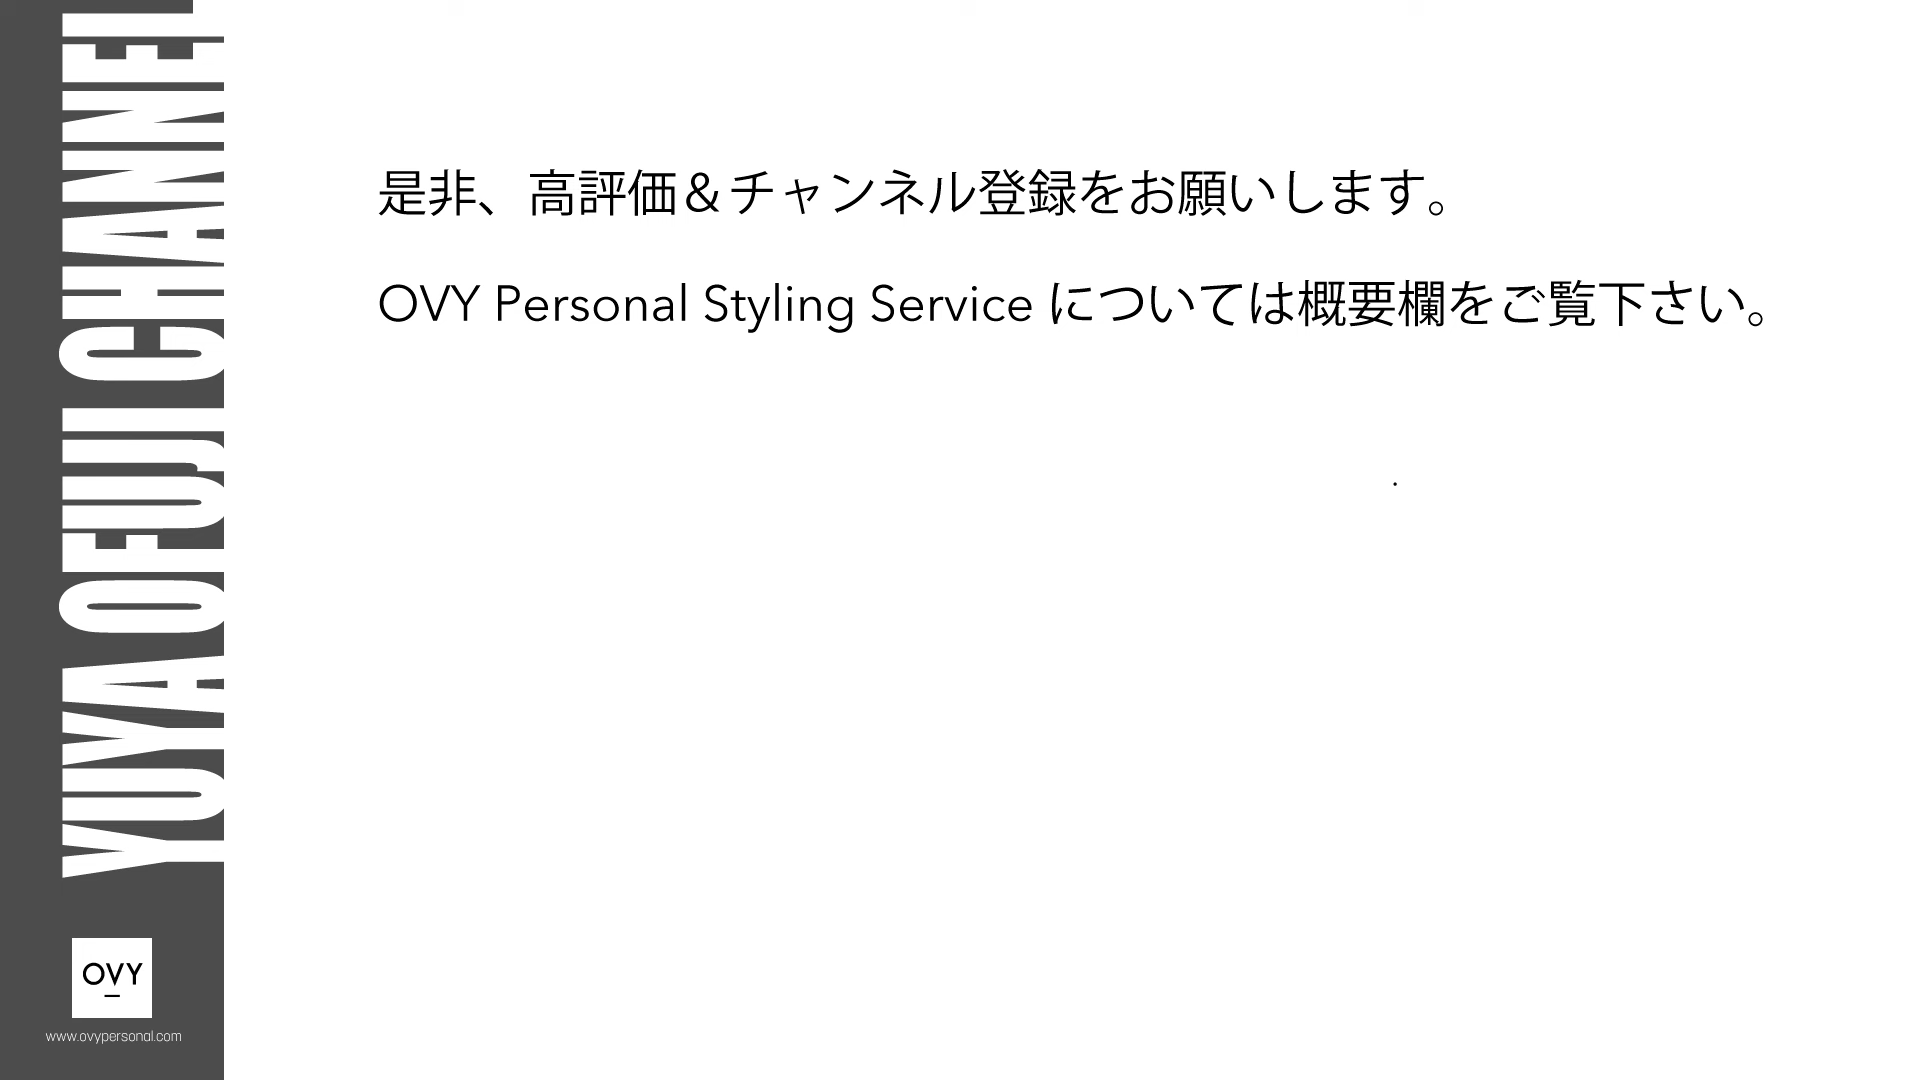 YUYA OFUJI CHANNEL
是非、高評価＆チャンネル登録をお願いします。
OVY Personal Styling Service については概要欄をご覧下さい。
OVY
www.ovypersonal.com